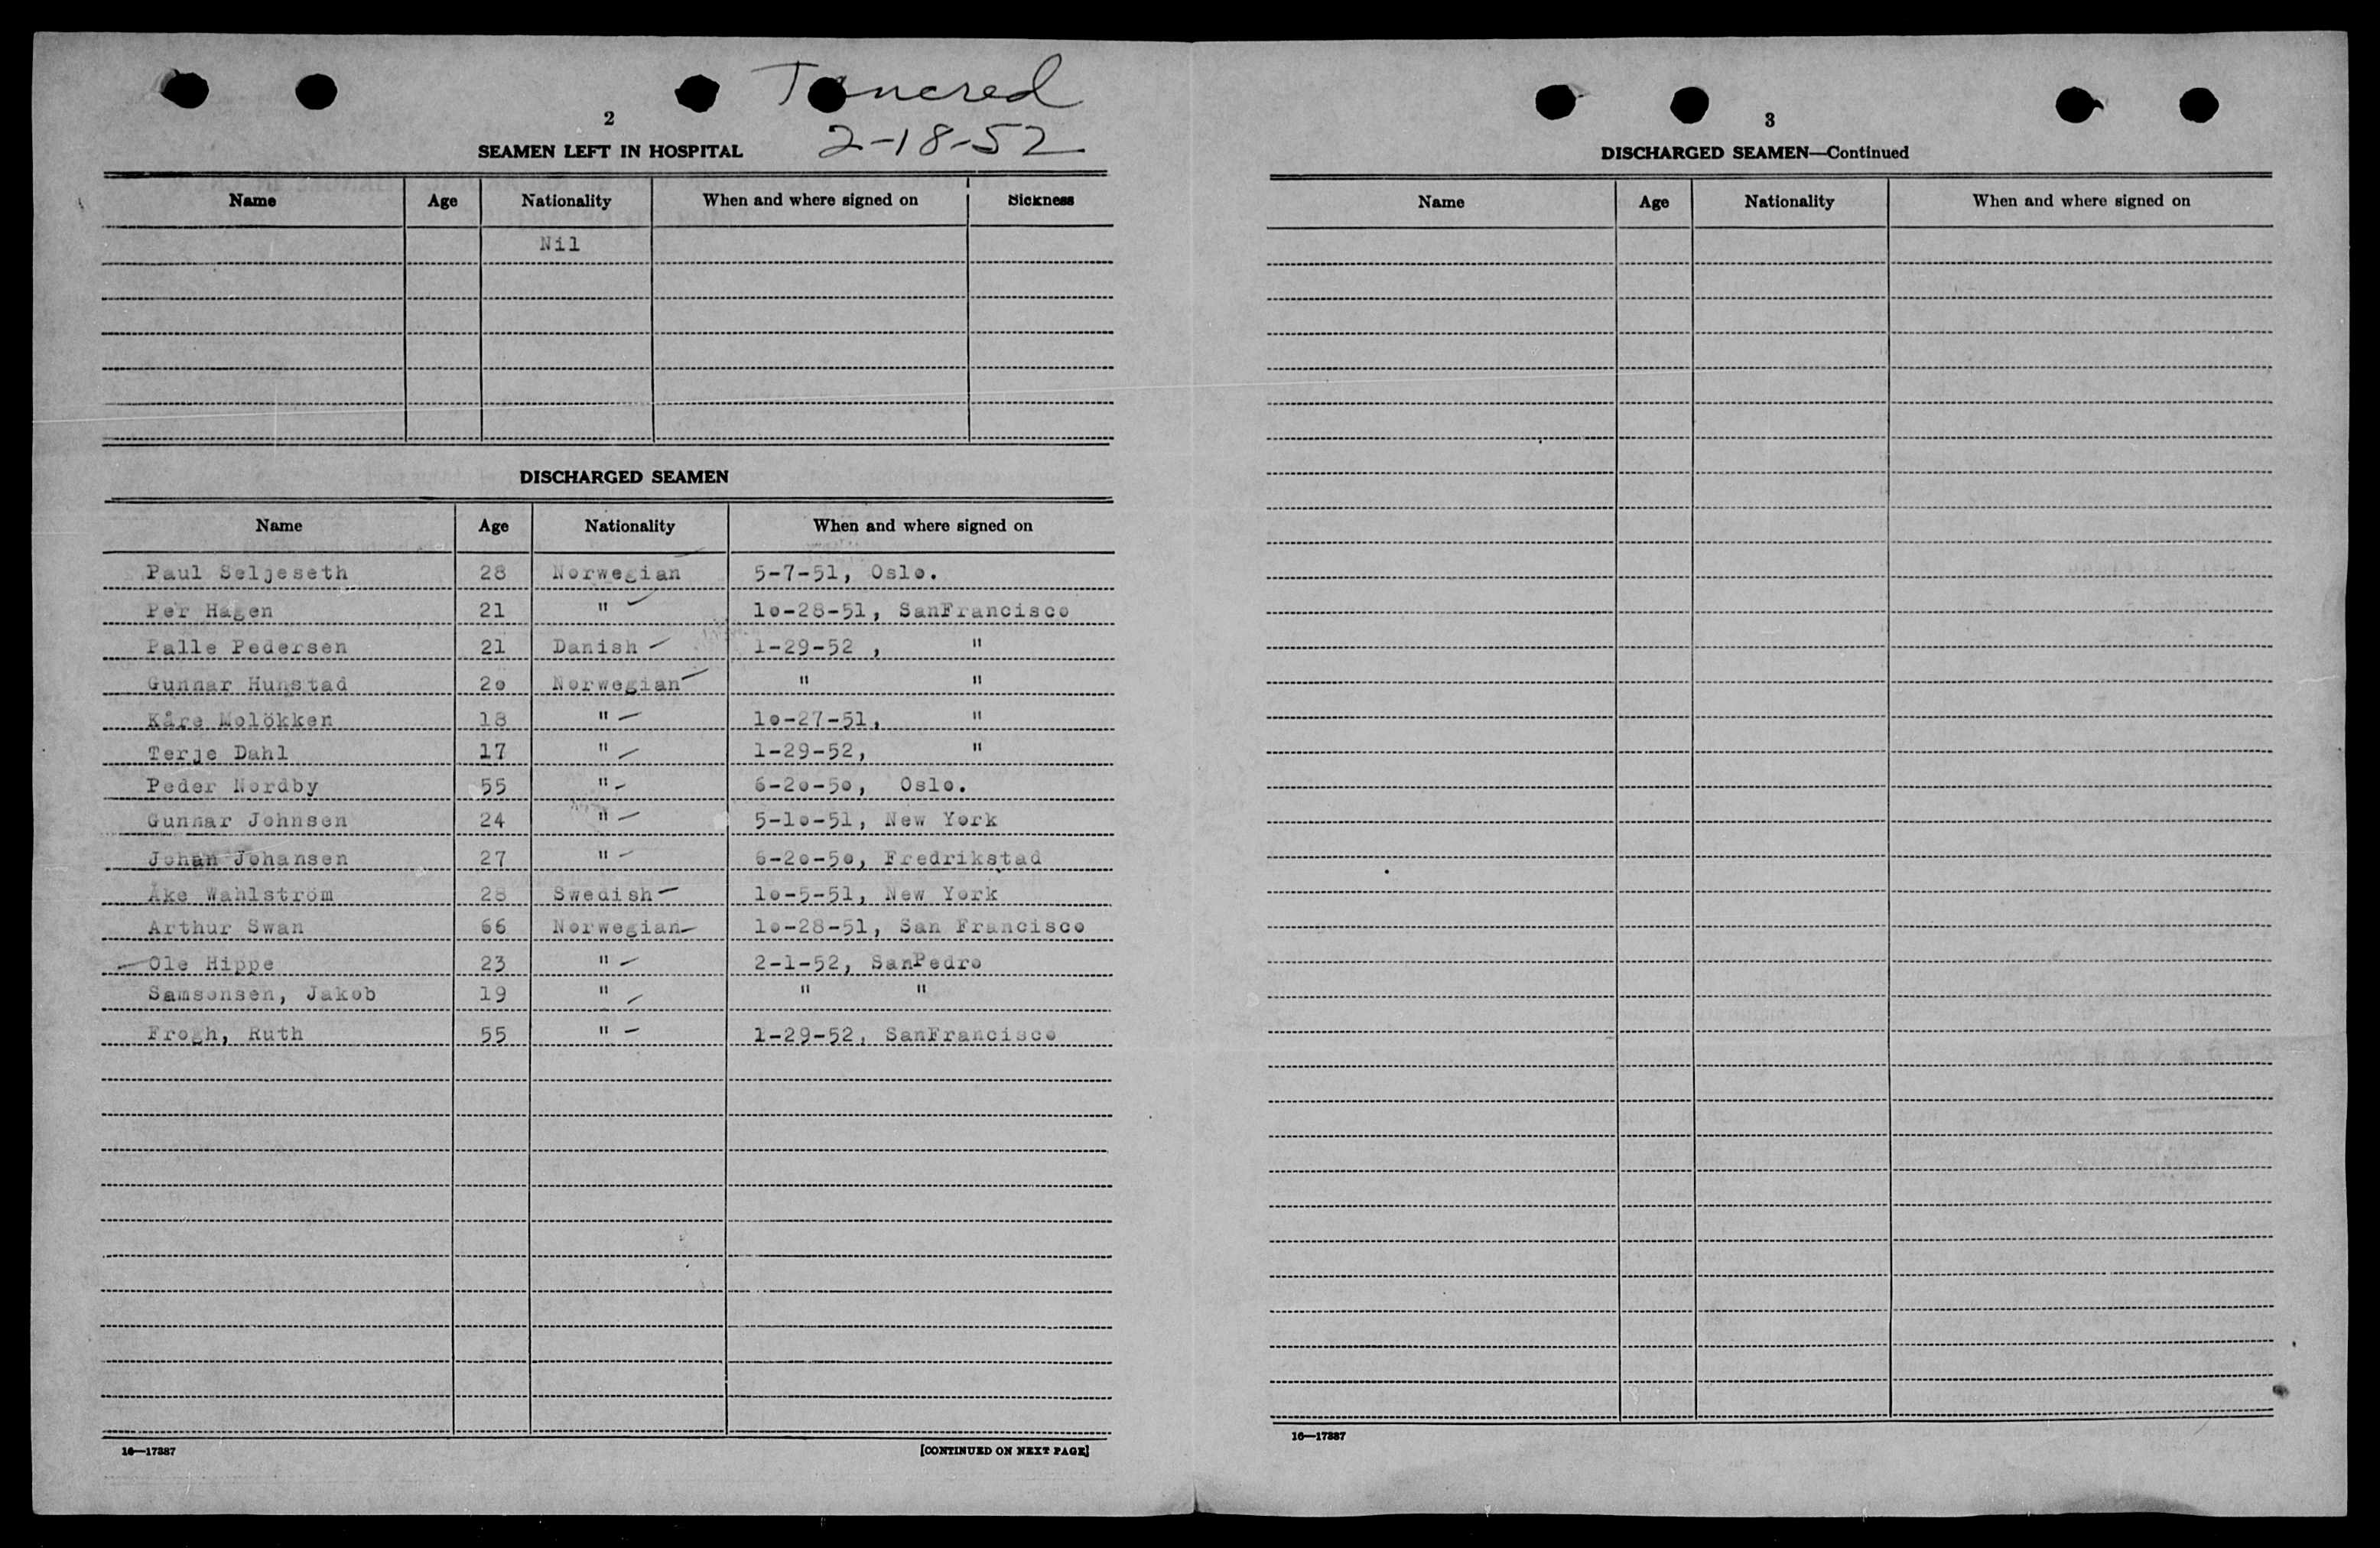 Tancred
2-18-52
2
SEAMEN LEFT IN HOSPITAL
Name Age Nationality When and where signed on Sickness
Nil
DISCHARGED SEAMEN
Name Age Nationality When and where signed on
Paul Seljeseth 28 Norwegian 5-7-51, Oslo.
Per Hagen 21 " 10-28-51, SanFrancisco
Palle Pedersen 21 Danish 1-29-52 , "
Gunnar Hunstad 20 Norwegian " "
Kåre Molökken 18 " 10-27-51, "
Terje Dahl 17 " 1-29-52, "
Peder Nordby 55 " 6-20-50, Oslo.
Gunnar Johnsen 24 " 5-10-51, New York
Johan Johansen 27 " 6-20-50, Fredrikstad
Åke Wahlström 28 Swedish 10-5-51, New York
Arthur Swan 66 Norwegian 10-28-51, San Francisco
Ole Hippe 23 " 2-1-52, SanPedro
Samsonsen, Jakob 19 " " "
Frogh, Ruth 55 " 1-29-52, SanFrancisco
16—17387
[CONTINUED ON NEXT PAGE]
3
DISCHARGED SEAMEN—Continued
Name Age Nationality When and where signed on
16—17387